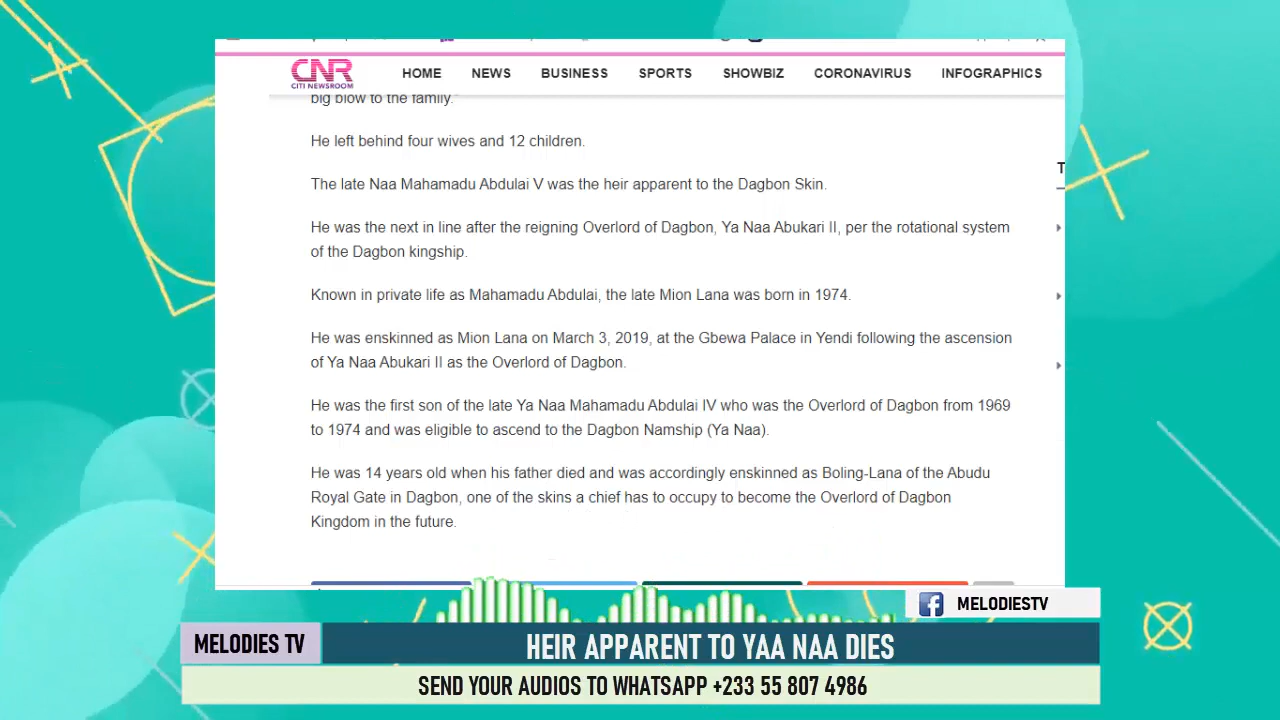 CNR
CITI NEWSROOM
HOME NEWS BUSINESS SPORTS SHOWBIZ CORONAVIRUS INFOGRAPHICS
big blow to the family."
He left behind four wives and 12 children.
The late Naa Mahamadu Abdulai V was the heir apparent to the Dagbon Skin.
He was the next in line after the reigning Overlord of Dagbon, Ya Naa Abukari II, per the rotational system
of the Dagbon kingship.
Known in private life as Mahamadu Abdulai, the late Mion Lana was born in 1974.
He was enskinned as Mion Lana on March 3, 2019, at the Gbewa Palace in Yendi following the ascension
of Ya Naa Abukari II as the Overlord of Dagbon.
He was the first son of the late Ya Naa Mahamadu Abdulai IV who was the Overlord of Dagbon from 1969
to 1974 and was eligible to ascend to the Dagbon Namship (Ya Naa).
He was 14 years old when his father died and was accordingly enskinned as Boling-Lana of the Abudu
Royal Gate in Dagbon, one of the skins a chief has to occupy to become the Overlord of Dagbon
Kingdom in the future.
MELODIESTV
MELODIES TV
HEIR APPARENT TO YAA NAA DIES
SEND YOUR AUDIOS TO WHATSAPP +233 55 807 4986